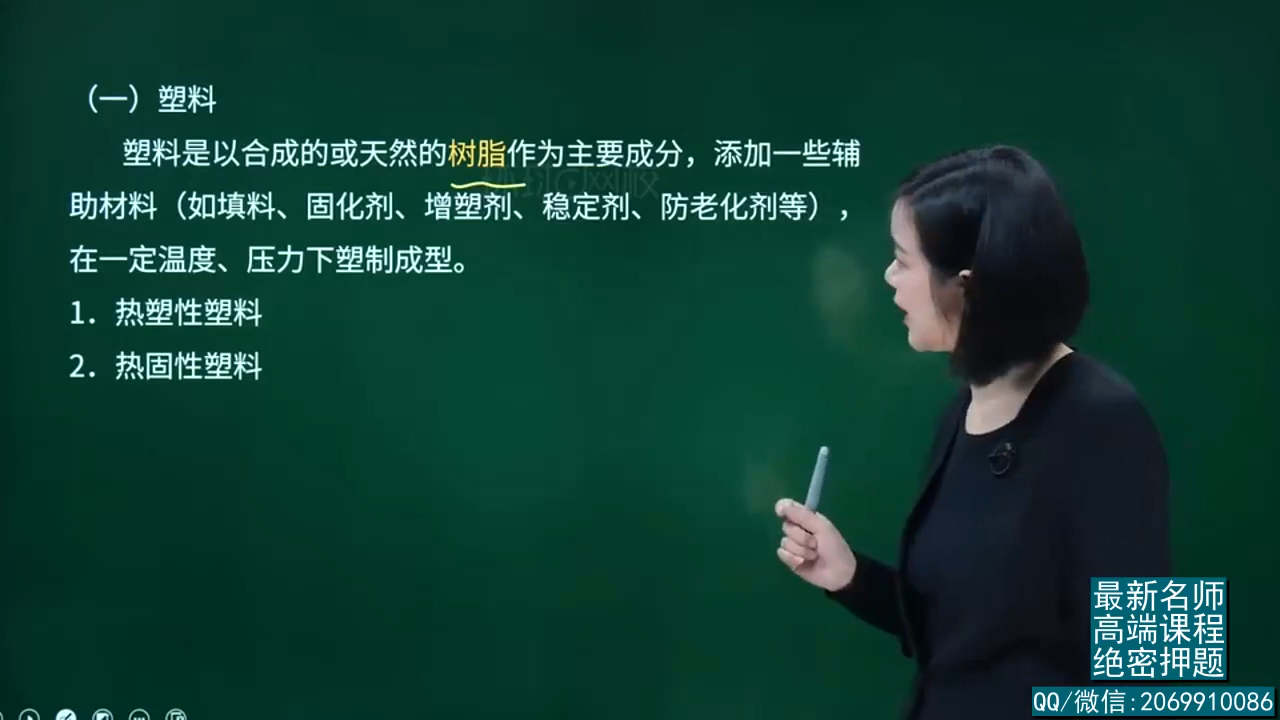 （一）塑料
塑料是以合成的或天然的树脂作为主要成分，添加一些辅
助材料（如填料、固化剂、增塑剂、稳定剂、防老化剂等），
在一定温度、压力下塑制成型。
1．热塑性塑料
2．热固性塑料
最新名师
高端课程
绝密押题
QQ/微信:2069910086